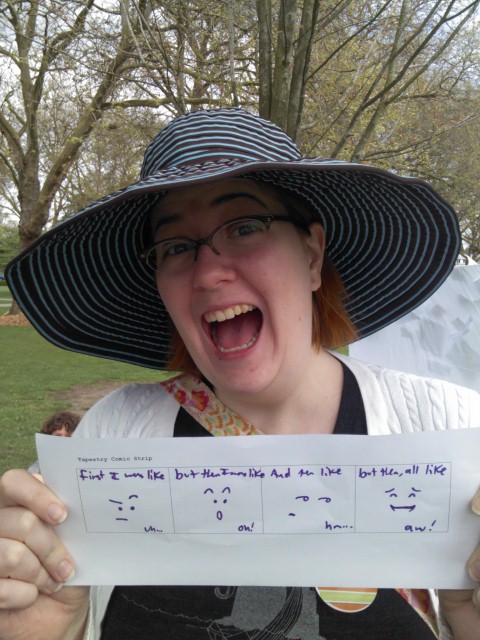 Tapestry Comic Strip
First I was like
but then I was like
And then like
but then, all like
uh..
oh!
hm...
aw!